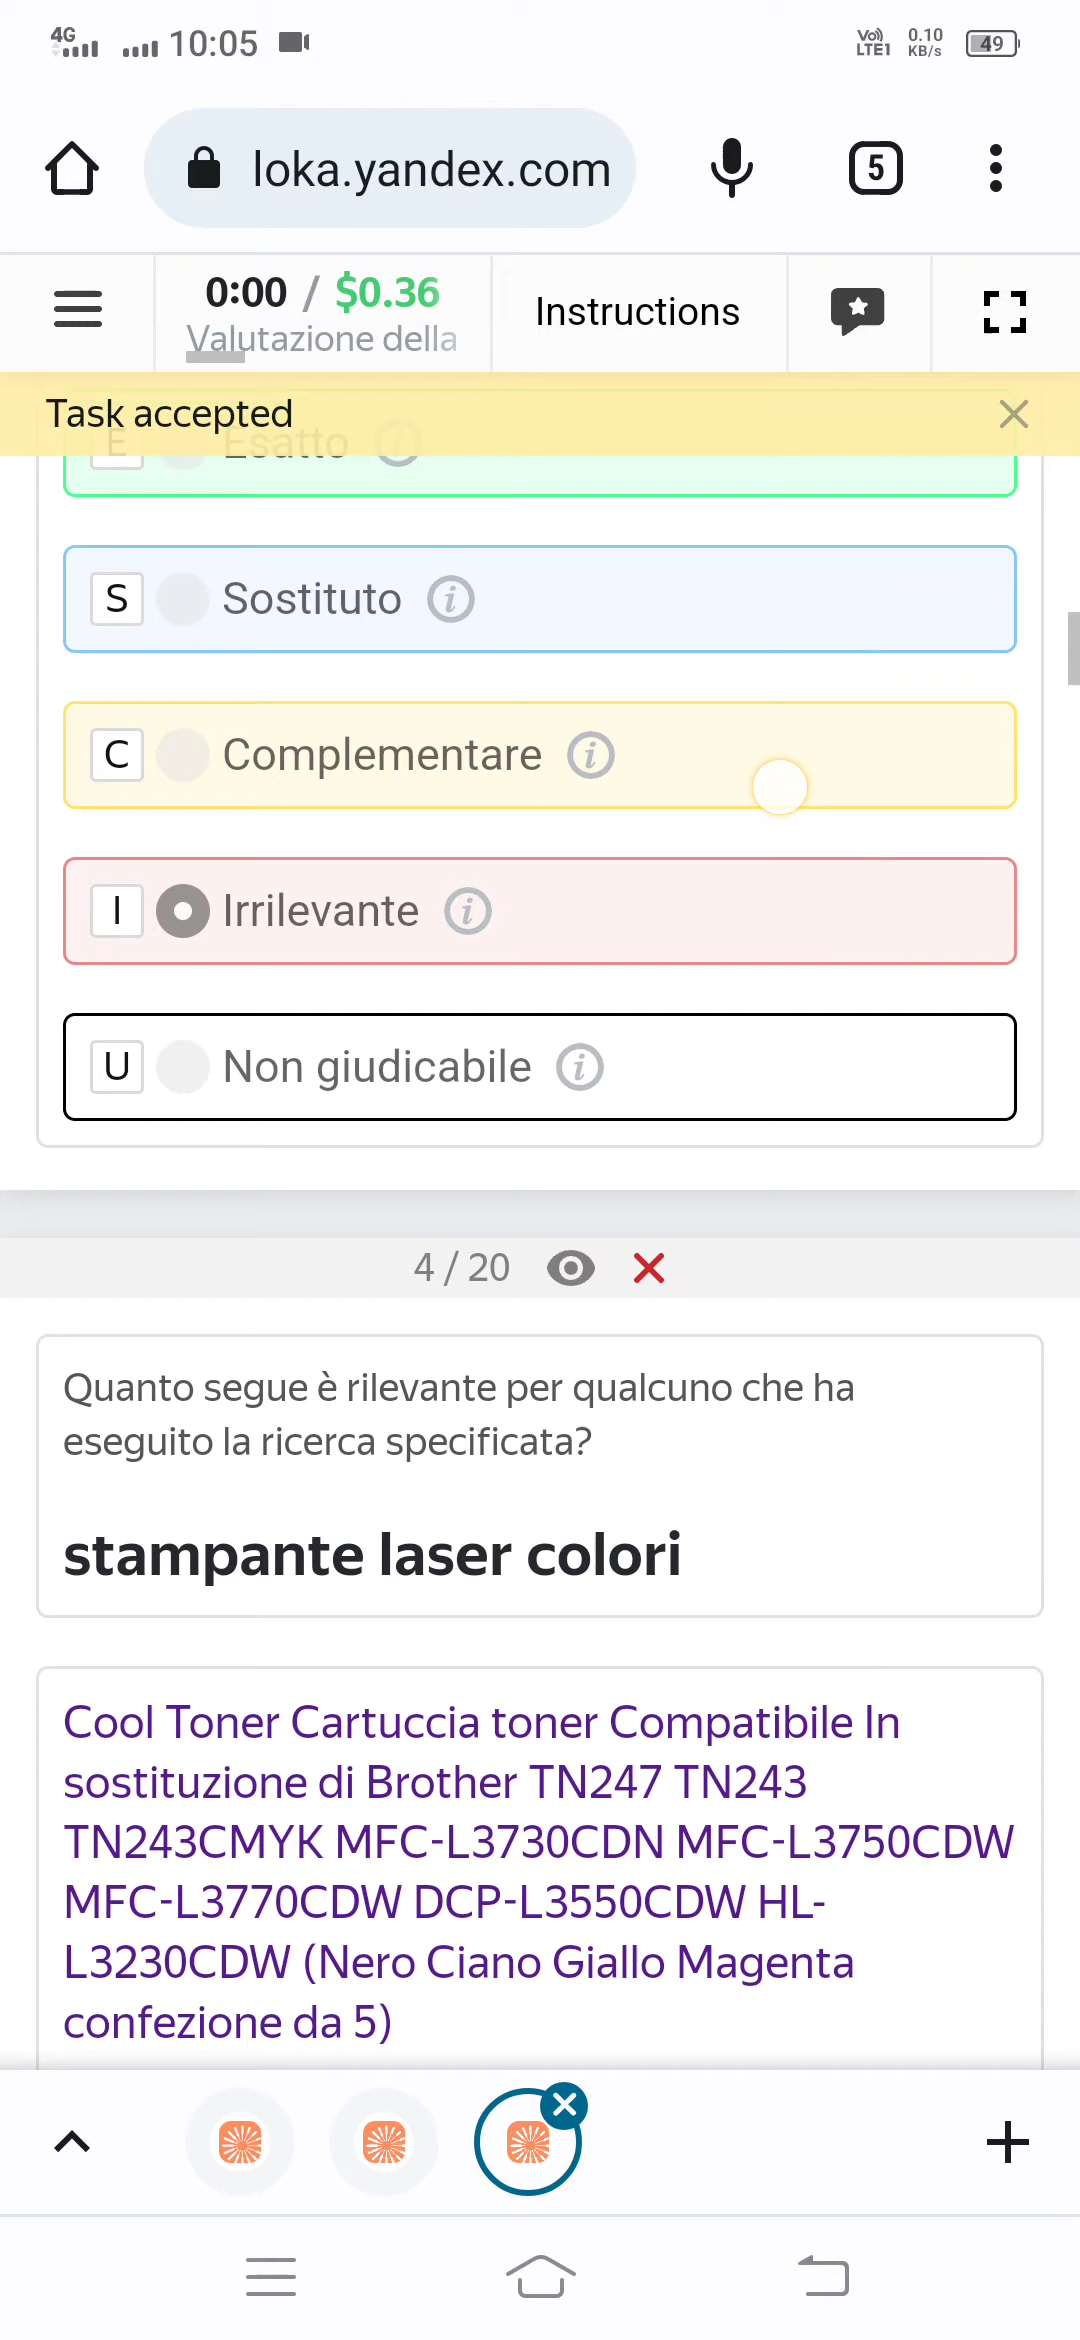 4G 10:05 Vo)) LTE1 0.10 KB/s 49
loka.yandex.com 5
0:00 / $0.36
Valutazione della
Instructions
Task accepted
E Esatto i
S Sostituto i
C Complementare i
I Irrilevante i
U Non giudicabile i
4 / 20
Quanto segue è rilevante per qualcuno che ha
eseguito la ricerca specificata?
stampante laser colori
Cool Toner Cartuccia toner Compatibile In
sostituzione di Brother TN247 TN243
TN243CMYK MFC-L3730CDN MFC-L3750CDW
MFC-L3770CDW DCP-L3550CDW HL-
L3230CDW (Nero Ciano Giallo Magenta
confezione da 5)